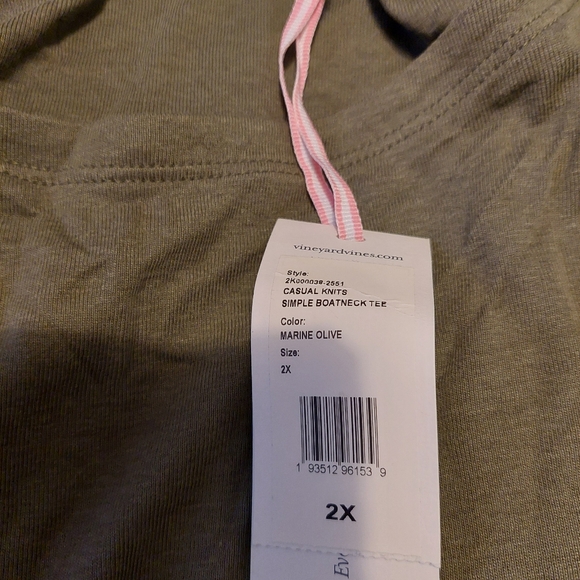 vineyardvines.com
Style:
2K000038-2551
CASUAL KNITS
SIMPLE BOATNECK TEE
Color:
MARINE OLIVE
Size:
2X
1 93512 96153 9
2X